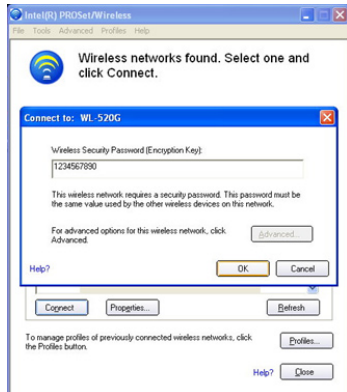 Intel(R) PROSet/Wireless
File Tools Advanced Profiles Help
Wireless networks found. Select one and
click Connect.
Connect to: WL-520G
Wireless Security Password (Encryption Key):
1234567890
This wireless network requires a security password. This password must be
the same value used by the other wireless devices on this network.
For advanced options for this wireless network, click
Advanced.
Advanced...
Help?
OK
Cancel
Connect
Properties...
Refresh
To manage profiles of previously connected wireless networks, click
the Profiles button.
Profiles...
Help?
Close